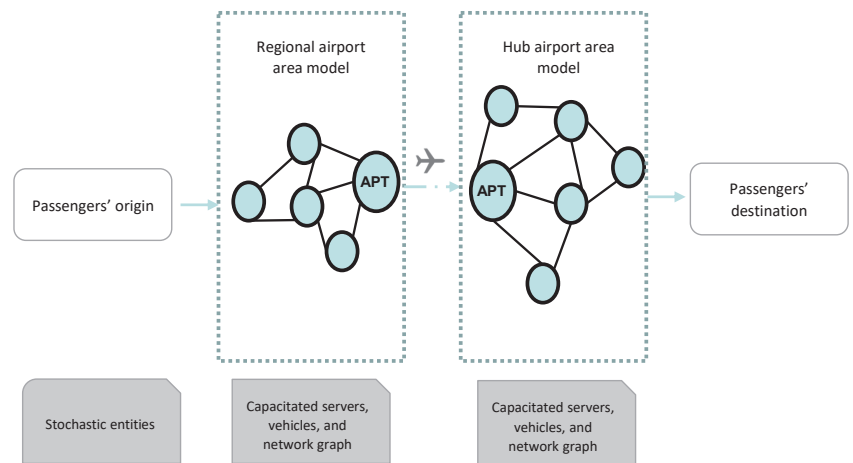 Regional airport
area model
Hub airport area
model
APT
APT
Passengers’ origin
Passengers’
destination
Stochastic entities
Capacitated servers,
vehicles, and
network graph
Capacitated servers,
vehicles, and
network graph